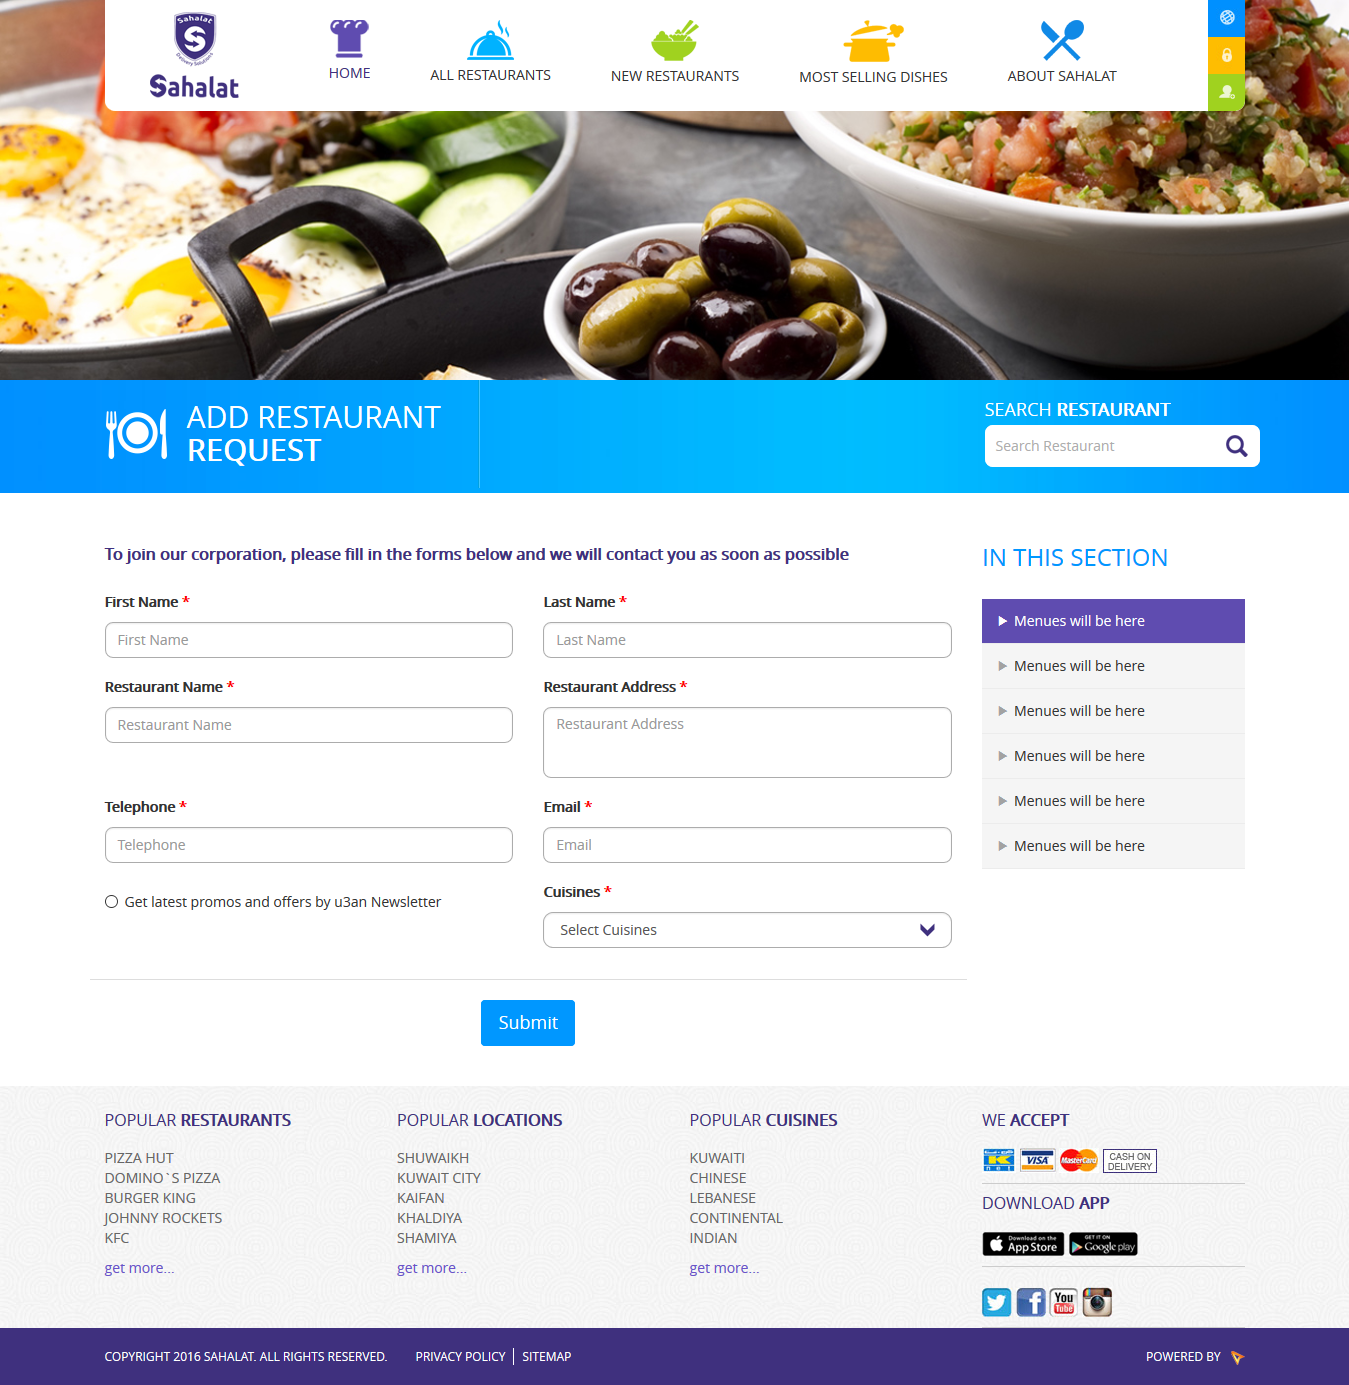 Sahalat
Delivery Solutions
Sahalat
HOME
ALL RESTAURANTS
NEW RESTAURANTS
MOST SELLING DISHES
ABOUT SAHALAT
ADD RESTAURANT
REQUEST
SEARCH RESTAURANT
Search Restaurant
To join our corporation, please fill in the forms below and we will contact you as soon as possible
First Name *
First Name
Last Name *
Last Name
Restaurant Name *
Restaurant Name
Restaurant Address *
Restaurant Address
Telephone *
Telephone
Email *
Email
Get latest promos and offers by u3an Newsletter
Cuisines *
Select Cuisines
Submit
IN THIS SECTION
Menues will be here
Menues will be here
Menues will be here
Menues will be here
Menues will be here
Menues will be here
POPULAR RESTAURANTS
PIZZA HUT
DOMINO`S PIZZA
BURGER KING
JOHNNY ROCKETS
KFC
get more...
POPULAR LOCATIONS
SHUWAIKH
KUWAIT CITY
KAIFAN
KHALDIYA
SHAMIYA
get more...
POPULAR CUISINES
KUWAITI
CHINESE
LEBANESE
CONTINENTAL
INDIAN
get more...
WE ACCEPT
K net
VISA
MasterCard
CASH ON
DELIVERY
DOWNLOAD APP
Download on the
App Store
GET IT ON
Google play
You
Tube
COPYRIGHT 2016 SAHALAT. ALL RIGHTS RESERVED.
PRIVACY POLICY
SITEMAP
POWERED BY